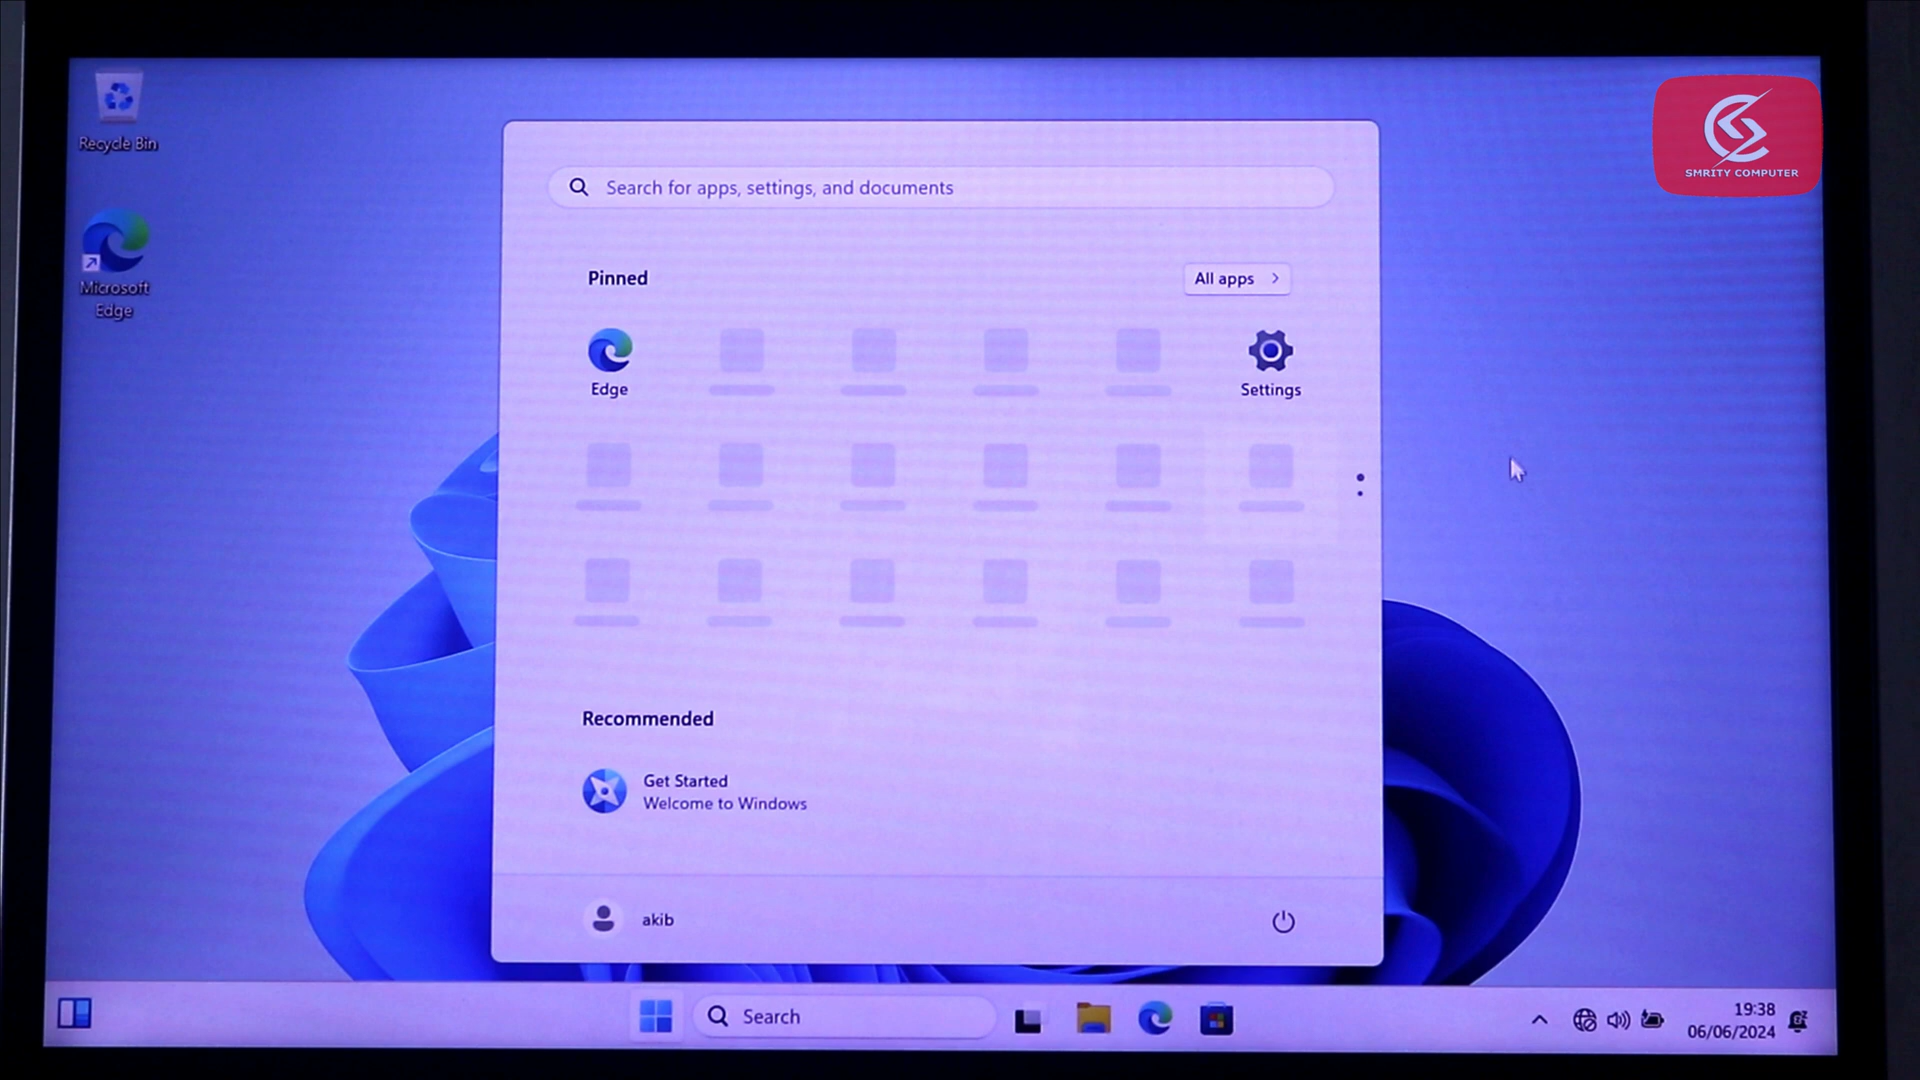 Recycle Bin
Microsoft
Edge
SMRITY COMPUTER
Search for apps, settings, and documents
Pinned
All apps
Edge
Settings
Recommended
Get Started
Welcome to Windows
akib
Search
19:38
06/06/2024